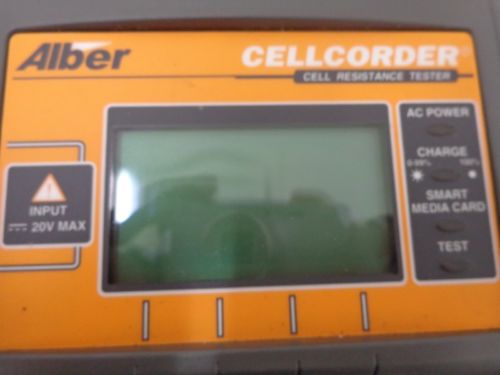 Alber
CELLCORDER®
CELL RESISTANCE TESTER
AC POWER
CHARGE
0-99% 100%
SMART
MEDIA CARD
TEST
INPUT
20V MAX